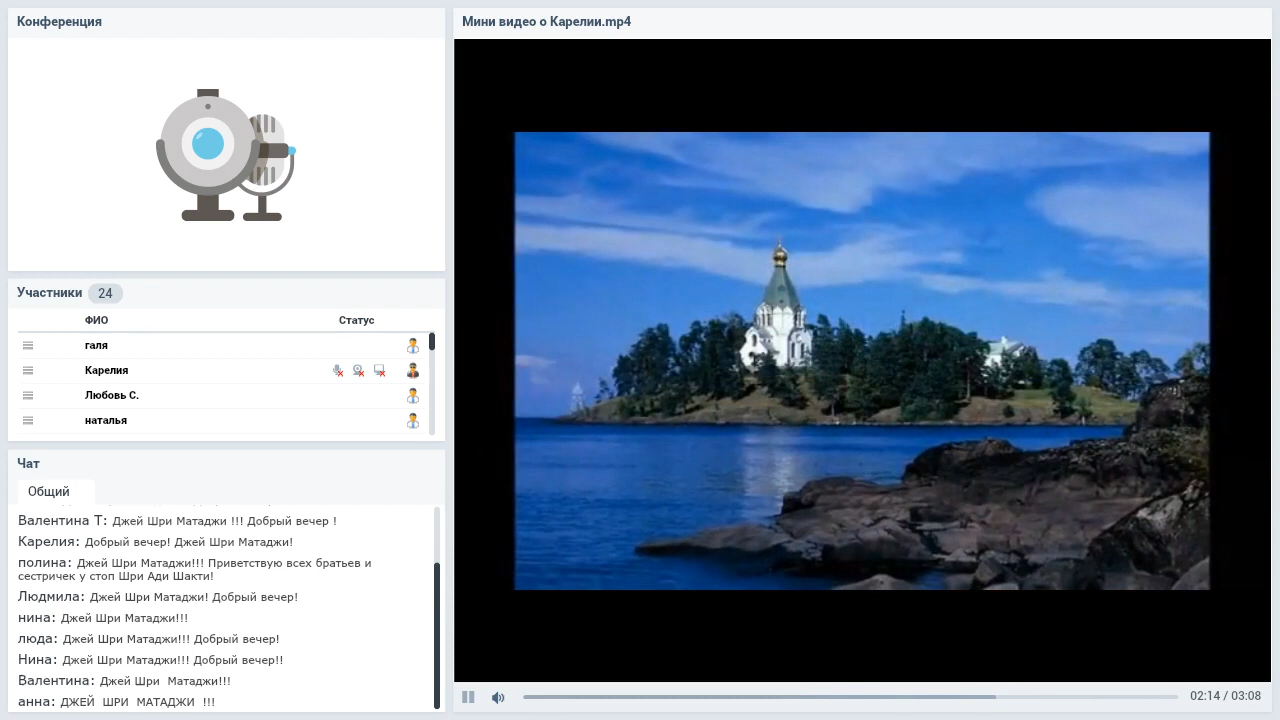 Конференция
Мини видео о Карелии.mp4
Участники 24
ФИО Статус
галя
Карелия
Любовь С.
наталья
Чат
Общий
Валентина Т: Джей Шри Матаджи !!! Добрый вечер !
Карелия: Добрый вечер! Джей Шри Матаджи!
полина: Джей Шри Матаджи!!! Приветствую всех братьев и
сестричек у стоп Шри Ади Шакти!
Людмила: Джей Шри Матаджи! Добрый вечер!
нина: Джей Шри Матаджи!!!
люда: Джей Шри Матаджи!!! Добрый вечер!
Нина: Джей Шри Матаджи!!! Добрый вечер!!
Валентина: Джей Шри Матаджи!!!
анна: ДЖЕЙ ШРИ МАТАДЖИ !!!
02:14 / 03:08